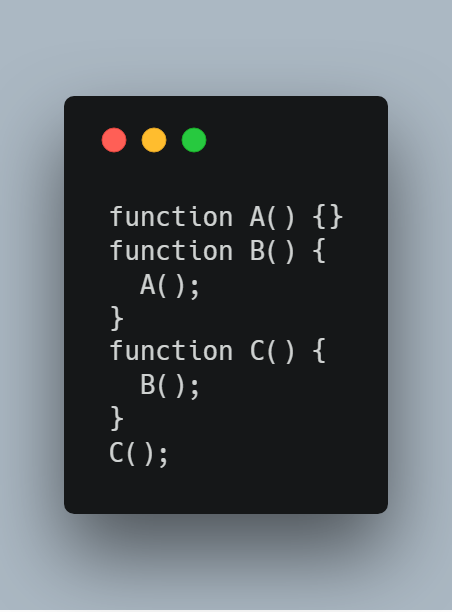 function A() {}
function B() {
  A();
}
function C() {
  B();
}
C();